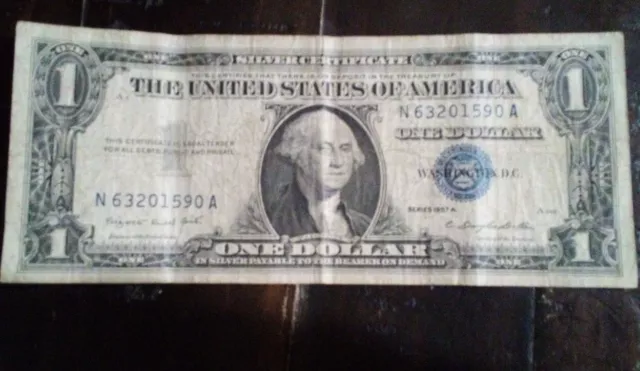 ONE SILVER CERTIFICATE ONE
1 THIS CERTIFIES THAT THERE IS ON DEPOSIT IN THE TREASURY OF 1
THE UNITED STATES OF AMERICA
N 63201590 A
ONE DOLLAR
THIS CERTIFICATE IS LEGAL TENDER
FOR ALL DEBTS, PUBLIC AND PRIVATE
WASHINGTON, D.C.
N 63201590 A
SERIES 1957 A
1 ONE DOLLAR 1
IN SILVER PAYABLE TO THE BEARER ON DEMAND